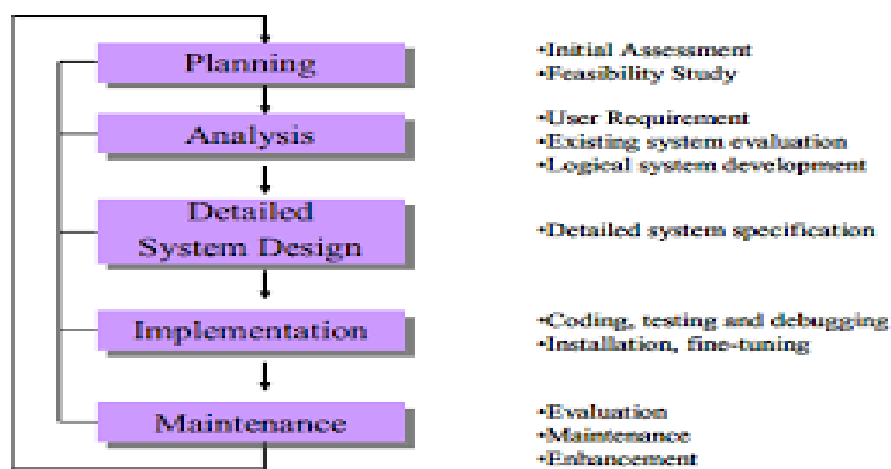 Planning
•Initial Assessment
•Feasibility Study
Analysis
•User Requirement
•Existing system evaluation
•Logical system development
Detailed
System Design
•Detailed system specification
Implementation
•Coding, testing and debugging
•Installation, fine-tuning
Maintenance
•Evaluation
•Maintenance
•Enhancement